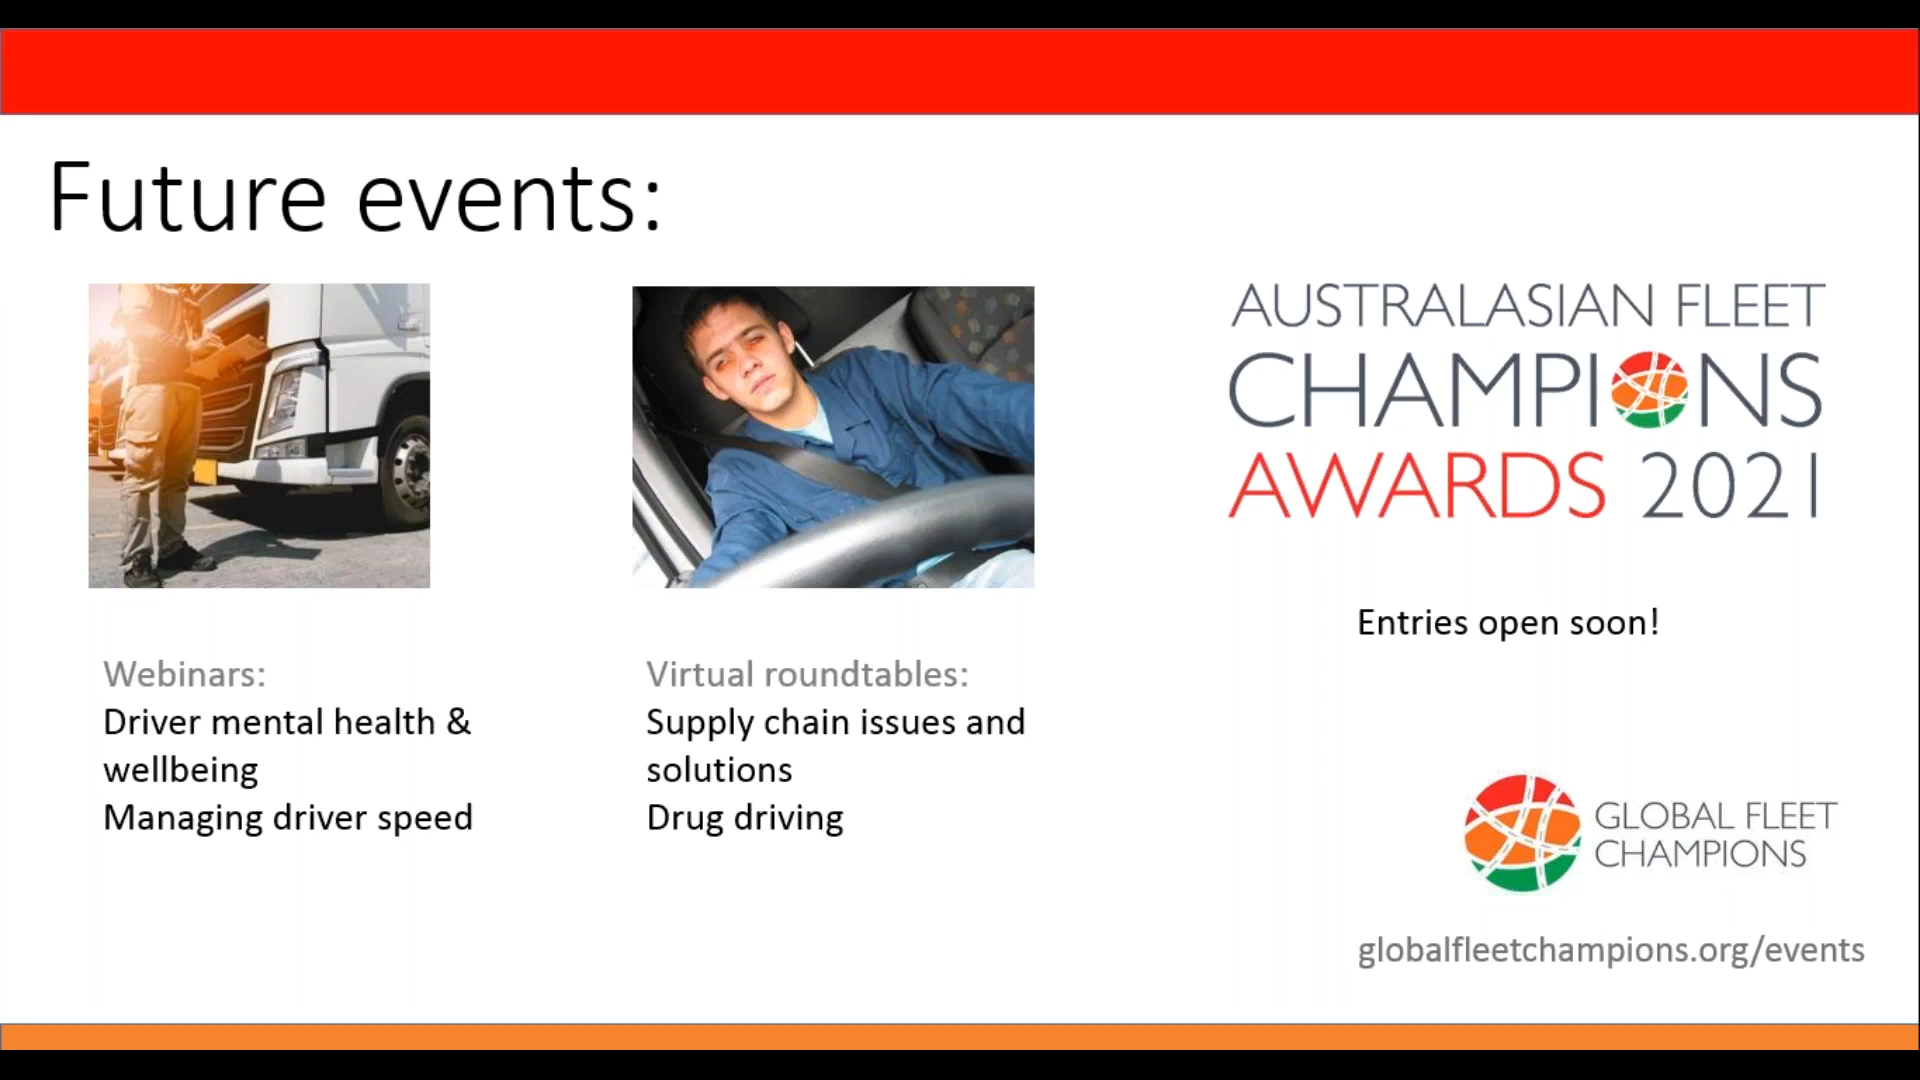 Future events:
AUSTRALASIAN FLEET
CHAMPIONS
AWARDS 2021
Entries open soon!
Webinars:
Driver mental health &
wellbeing
Managing driver speed
Virtual roundtables:
Supply chain issues and
solutions
Drug driving
GLOBAL FLEET
CHAMPIONS
globalfleetchampions.org/events